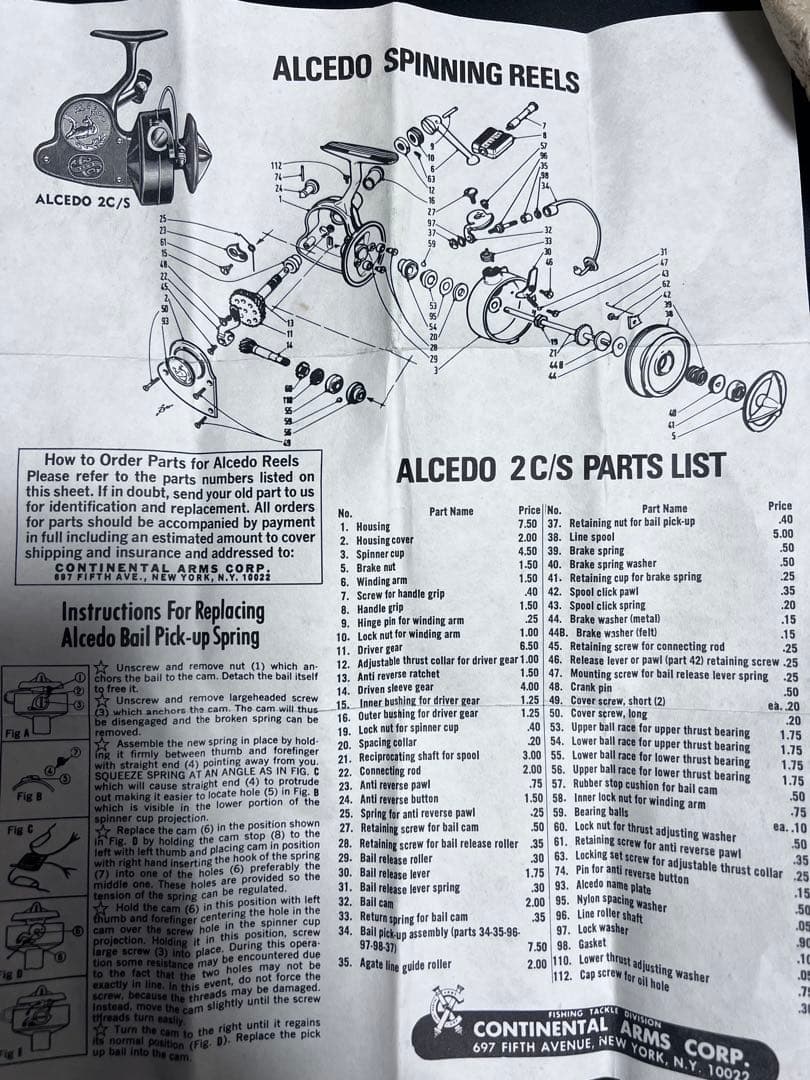 ALCEDO SPINNING REELS
ALCEDO 2C/S
How to Order Parts for Alcedo Reels
Please refer to the parts numbers listed on
this sheet. If in doubt, send your old part to us
for identification and replacement. All orders
for parts should be accompanied by payment
in full including an estimated amount to cover
shipping and insurance and addressed to:
CONTINENTAL ARMS CORP.
697 FIFTH AVE., NEW YORK, N.Y. 10022
Instructions For Replacing
Alcedo Bail Pick-up Spring
☆ Unscrew and remove nut (1) which an-
chors the bail to the cam. Detach the bail itself
to free it.
☆ Unscrew and remove largeheaded screw
(3) which anchors the cam. The cam will thus
be disengaged and the broken spring can be
removed.
☆ Assemble the new spring in place by hold-
ing it firmly between thumb and forefinger
with straight end (4) pointing away from you.
SQUEEZE SPRING AT AN ANGLE AS IN FIG. C
which will cause straight end (4) to protrude
out making it easier to locate hole (5) in Fig. B
which is visible in the lower portion of the
spinner cup projection.
☆ Replace the cam (6) in the position shown
in Fig. D by holding the cam stop (8) to the
left with left thumb and placing cam in position
with right hand inserting the hook of the spring
(7) into one of the holes (6) preferably the
middle one. These holes are provided so the
tension of the spring can be regulated.
☆ Hold the cam (6) in this position with left
thumb and forefinger centering the hole in the
cam over the screw hole in the spinner cup
projection. Holding it in this position, screw
large screw (3) into place. During this opera-
tion some resistance may be encountered due
to the fact that the two holes may not be
exactly in line. In this event, do not force the
screw, because the threads may be damaged.
Instead, move the cam slightly until the screw
threads turn easily.
☆ Turn the cam to the right until it regains
its normal position (Fig. D). Replace the pick
up bail into the cam.
Fig A
Fig B
Fig C
Fig D
Fig E
ALCEDO 2 C/S PARTS LIST
No. Part Name Price
1. Housing 7.50
2. Housing cover 2.00
3. Spinner cup 4.50
5. Brake nut 1.50
6. Winding arm 1.50
7. Screw for handle grip .40
8. Handle grip 1.50
9. Hinge pin for winding arm .25
10. Lock nut for winding arm 1.00
11. Driver gear 6.50
12. Adjustable thrust collar for driver gear 1.00
13. Anti reverse ratchet 1.50
14. Driven sleeve gear 4.00
15. Inner bushing for driver gear 1.25
16. Outer bushing for driver gear 1.25
19. Lock nut for spinner cup .40
20. Spacing collar .20
21. Reciprocating shaft for spool 3.00
22. Connecting rod 2.00
23. Anti reverse pawl .75
24. Anti reverse button 1.50
25. Spring for anti reverse pawl .25
27. Retaining screw for bail cam .50
28. Retaining screw for bail release roller .35
29. Bail release roller .30
30. Bail release lever 1.75
31. Bail release lever spring .30
32. Bail cam 2.00
33. Return spring for bail cam .35
34. Bail pick-up assembly (parts 34-35-96-
97-98-37) 7.50
35. Agate line guide roller 2.00
No. Part Name Price
37. Retaining nut for bail pick-up .40
38. Line spool 5.00
39. Brake spring .50
40. Brake spring washer .50
41. Retaining cup for brake spring .25
42. Spool click pawl .35
43. Spool click spring .20
44. Brake washer (metal) .15
44B. Brake washer (felt) .15
45. Retaining screw for connecting rod .25
46. Release lever or pawl (part 42) retaining screw .25
47. Mounting screw for bail release lever spring .25
48. Crank pin .50
49. Cover screw, short (2) ea. .20
50. Cover screw, long .20
53. Upper ball race for upper thrust bearing 1.75
54. Lower ball race for upper thrust bearing 1.75
55. Lower ball race for lower thrust bearing 1.75
56. Upper ball race for lower thrust bearing 1.75
57. Rubber stop cushion for bail cam .50
58. Inner lock nut for winding arm .75
59. Bearing balls ea. .10
60. Lock nut for thrust adjusting washer .50
61. Retaining screw for anti reverse pawl .35
63. Locking set screw for adjustable thrust collar .25
74. Pin for anti reverse button .15
93. Alcedo name plate .50
95. Nylon spacing washer .05
96. Line roller shaft .90
97. Lock washer .10
98. Gasket .05
110. Lower thrust adjusting washer
112. Cap screw for oil hole
FISHING TACKLE DIVISION
CONTINENTAL ARMS CORP.
697 FIFTH AVENUE, NEW YORK, N.Y. 10022